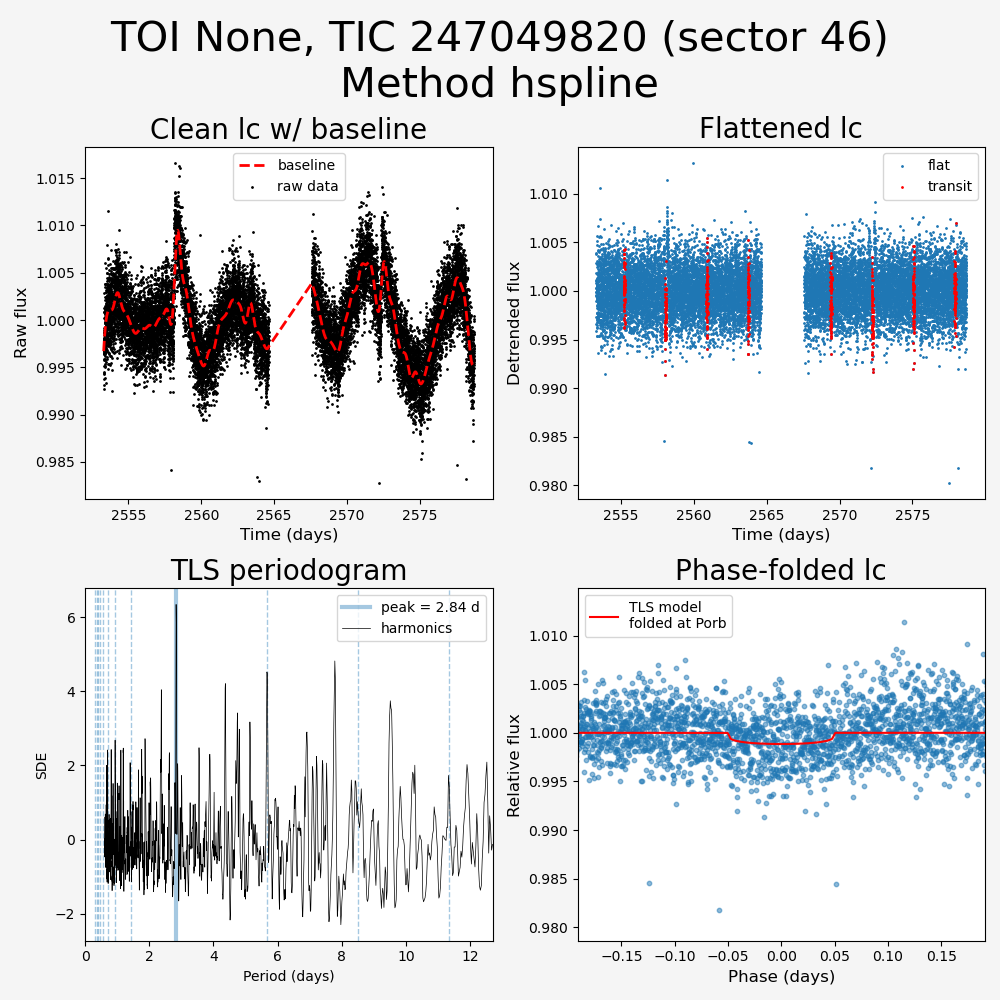 TOI None, TIC 247049820 (sector 46)
Method hspline
Clean lc w/ baseline
Flattened lc
baseline
raw data
flat
transit
1.015
1.010
1.005
1.000
0.995
0.990
0.985
Raw flux
2555 2560 2565 2570 2575
Time (days)
1.010
1.005
1.000
0.995
0.990
0.985
0.980
Detrended flux
2555 2560 2565 2570 2575
Time (days)
TLS periodogram
Phase-folded lc
peak = 2.84 d
harmonics
6
4
2
0
−2
SDE
0 2 4 6 8 10 12
Period (days)
TLS model
folded at Porb
1.010
1.005
1.000
0.995
0.990
0.985
0.980
Relative flux
−0.15 −0.10 −0.05 0.00 0.05 0.10 0.15
Phase (days)